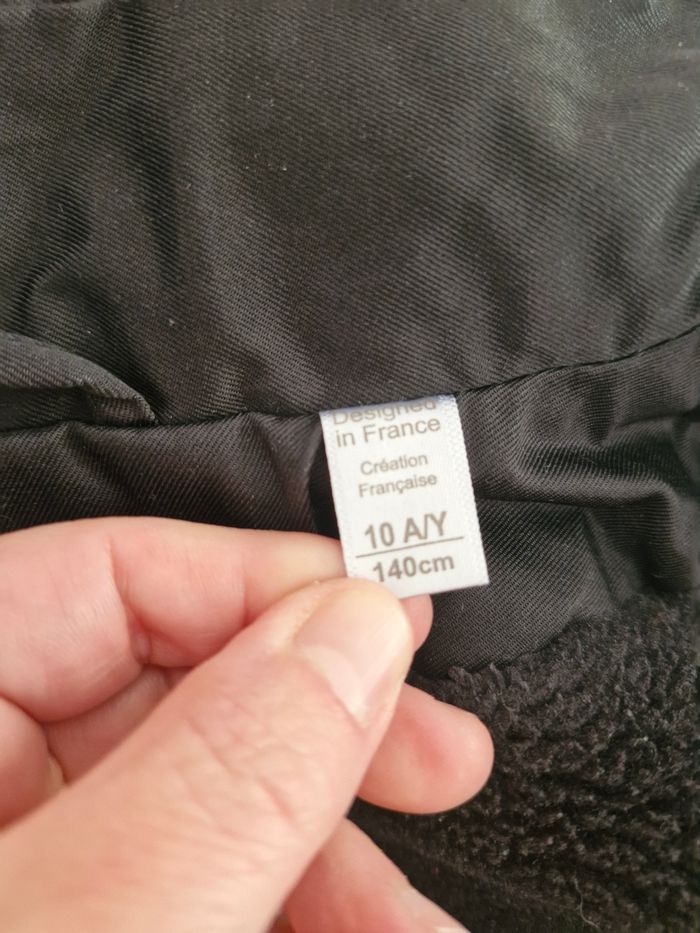 Designed
in France
Création
Française
10 A/Y
140cm